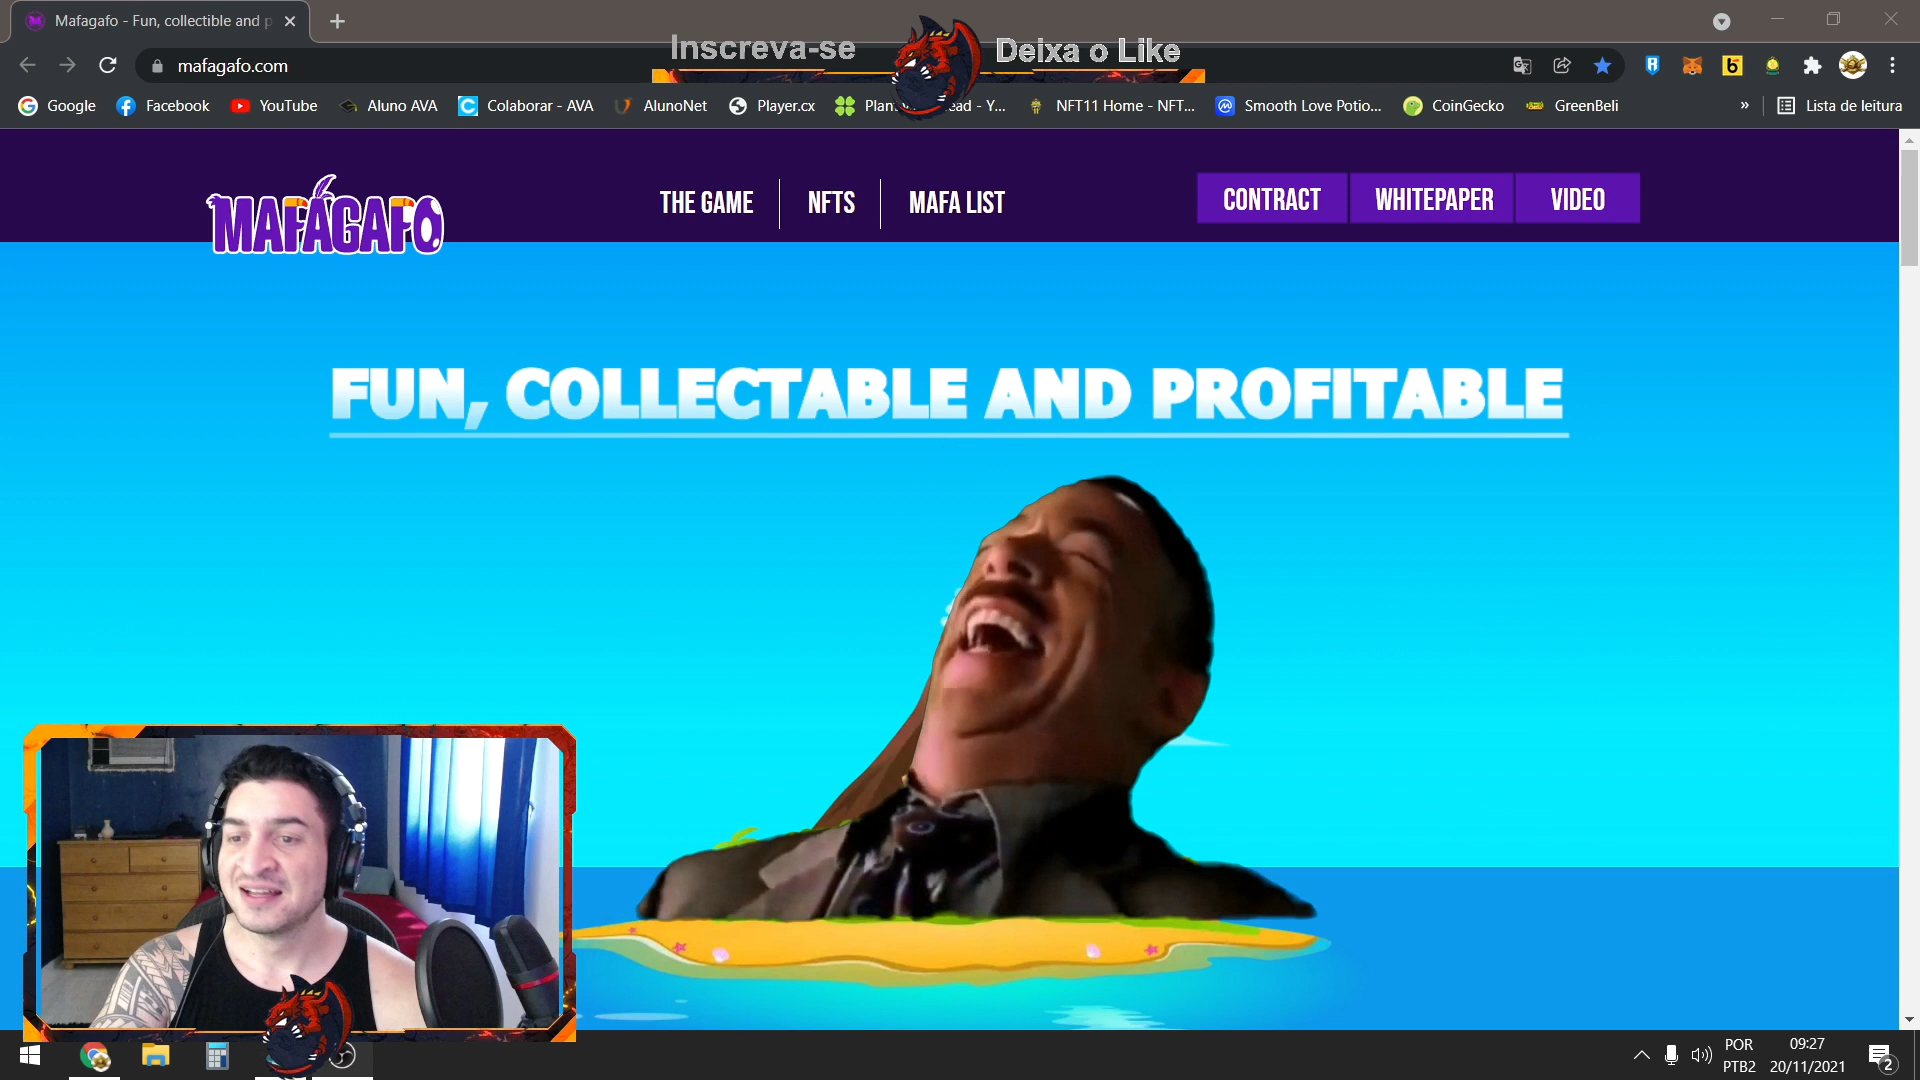 Mafagafo - Fun, collectible and p
Inscreva-se
Deixa o Like
mafagafo.com
Google
Facebook
YouTube
Aluno AVA
Colaborar - AVA
AlunoNet
Player.cx
NFT11 Home - NFT...
Smooth Love Potio...
CoinGecko
GreenBeli
Lista de leitura
MAFAGAFO
THE GAME
NFTS
MAFA LIST
CONTRACT
WHITEPAPER
VIDEO
FUN, COLLECTABLE AND PROFITABLE
POR
PTB2
09:27
20/11/2021
2